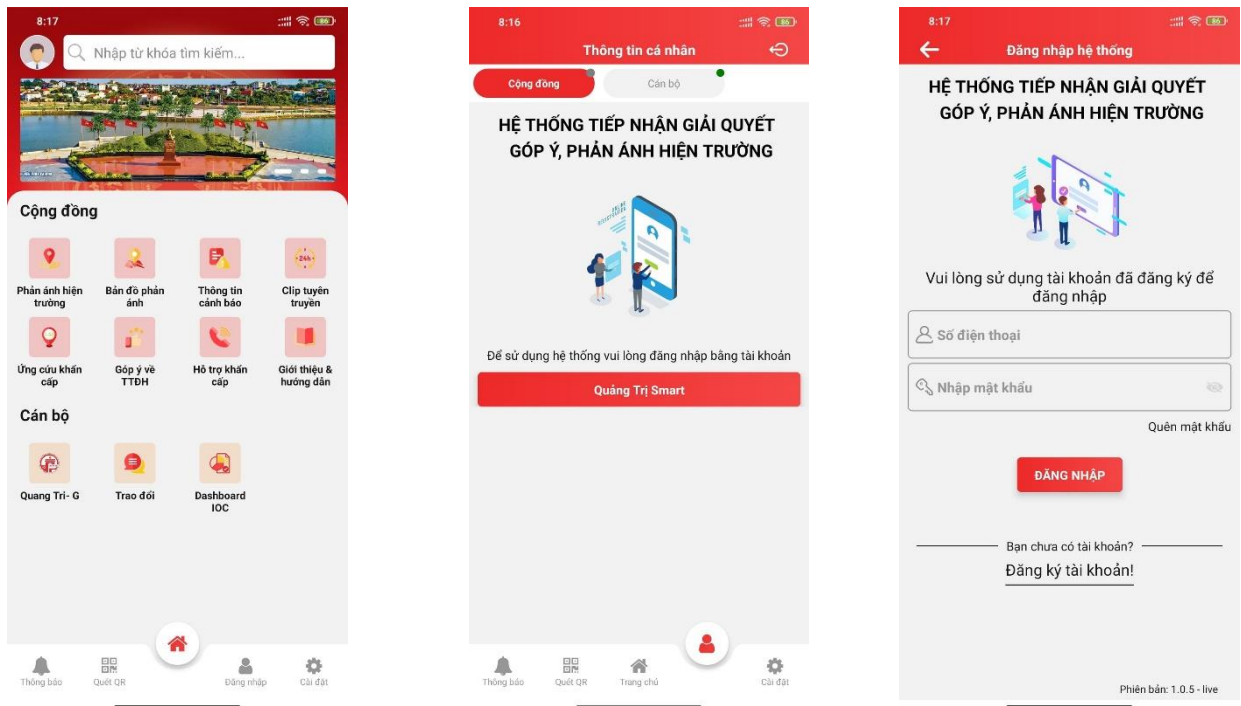 8:17
86
Nhập từ khóa tìm kiếm...
Cộng đồng
Phản ánh hiện
trường
Bản đồ phản
ánh
Thông tin
cảnh báo
24h
Clip tuyên
truyền
Ứng cứu khẩn
cấp
Góp ý về
TTĐH
Hỗ trợ khẩn
cấp
Giới thiệu &
hướng dẫn
Cán bộ
Quang Tri- G
Trao đổi
Dashboard
IOC
Thông báo
Quét QR
Đăng nhập
Cài đặt
8:16
86
Thông tin cá nhân
Cộng đồng
Cán bộ
HỆ THỐNG TIẾP NHẬN GIẢI QUYẾT
GÓP Ý, PHẢN ÁNH HIỆN TRƯỜNG
Để sử dụng hệ thống vui lòng đăng nhập bằng tài khoản
Quảng Trị Smart
Thông báo
Quét QR
Trang chủ
Cài đặt
8:17
86
Đăng nhập hệ thống
HỆ THỐNG TIẾP NHẬN GIẢI QUYẾT
GÓP Ý, PHẢN ÁNH HIỆN TRƯỜNG
Vui lòng sử dụng tài khoản đã đăng ký để
đăng nhập
Số điện thoại
Nhập mật khẩu
Quên mật khẩu
ĐĂNG NHẬP
Bạn chưa có tài khoản?
Đăng ký tài khoản!
Phiên bản: 1.0.5 - live